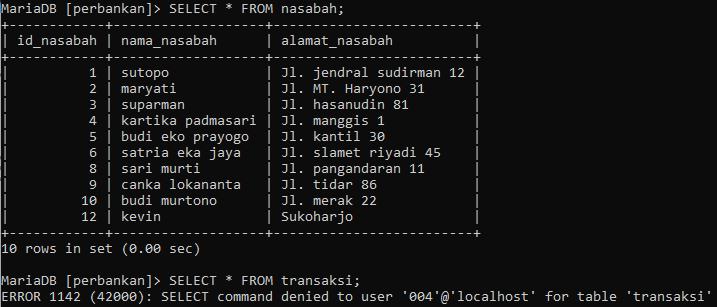 MariaDB [perbankan]> SELECT * FROM nasabah;
+------------+-------------------+--------------------------+
| id_nasabah | nama_nasabah      | alamat_nasabah           |
+------------+-------------------+--------------------------+
|          1 | sutopo            | Jl. jendral sudirman 12 |
|          2 | maryati           | Jl. MT. Haryono 31       |
|          3 | suparman          | Jl. hasanudin 81         |
|          4 | kartika padmasari | Jl. manggis 1            |
|          5 | budi eko prayogo  | Jl. kantil 30            |
|          6 | satria eka jaya   | Jl. slamet riyadi 45     |
|          8 | sari murti        | Jl. pangandaran 11       |
|          9 | canka lokananta   | Jl. tidar 86             |
|         10 | budi murtono      | Jl. merak 22             |
|         12 | kevin             | Sukoharjo                |
+------------+-------------------+--------------------------+
10 rows in set (0.00 sec)
MariaDB [perbankan]> SELECT * FROM transaksi;
ERROR 1142 (42000): SELECT command denied to user '004'@'localhost' for table 'transaksi'